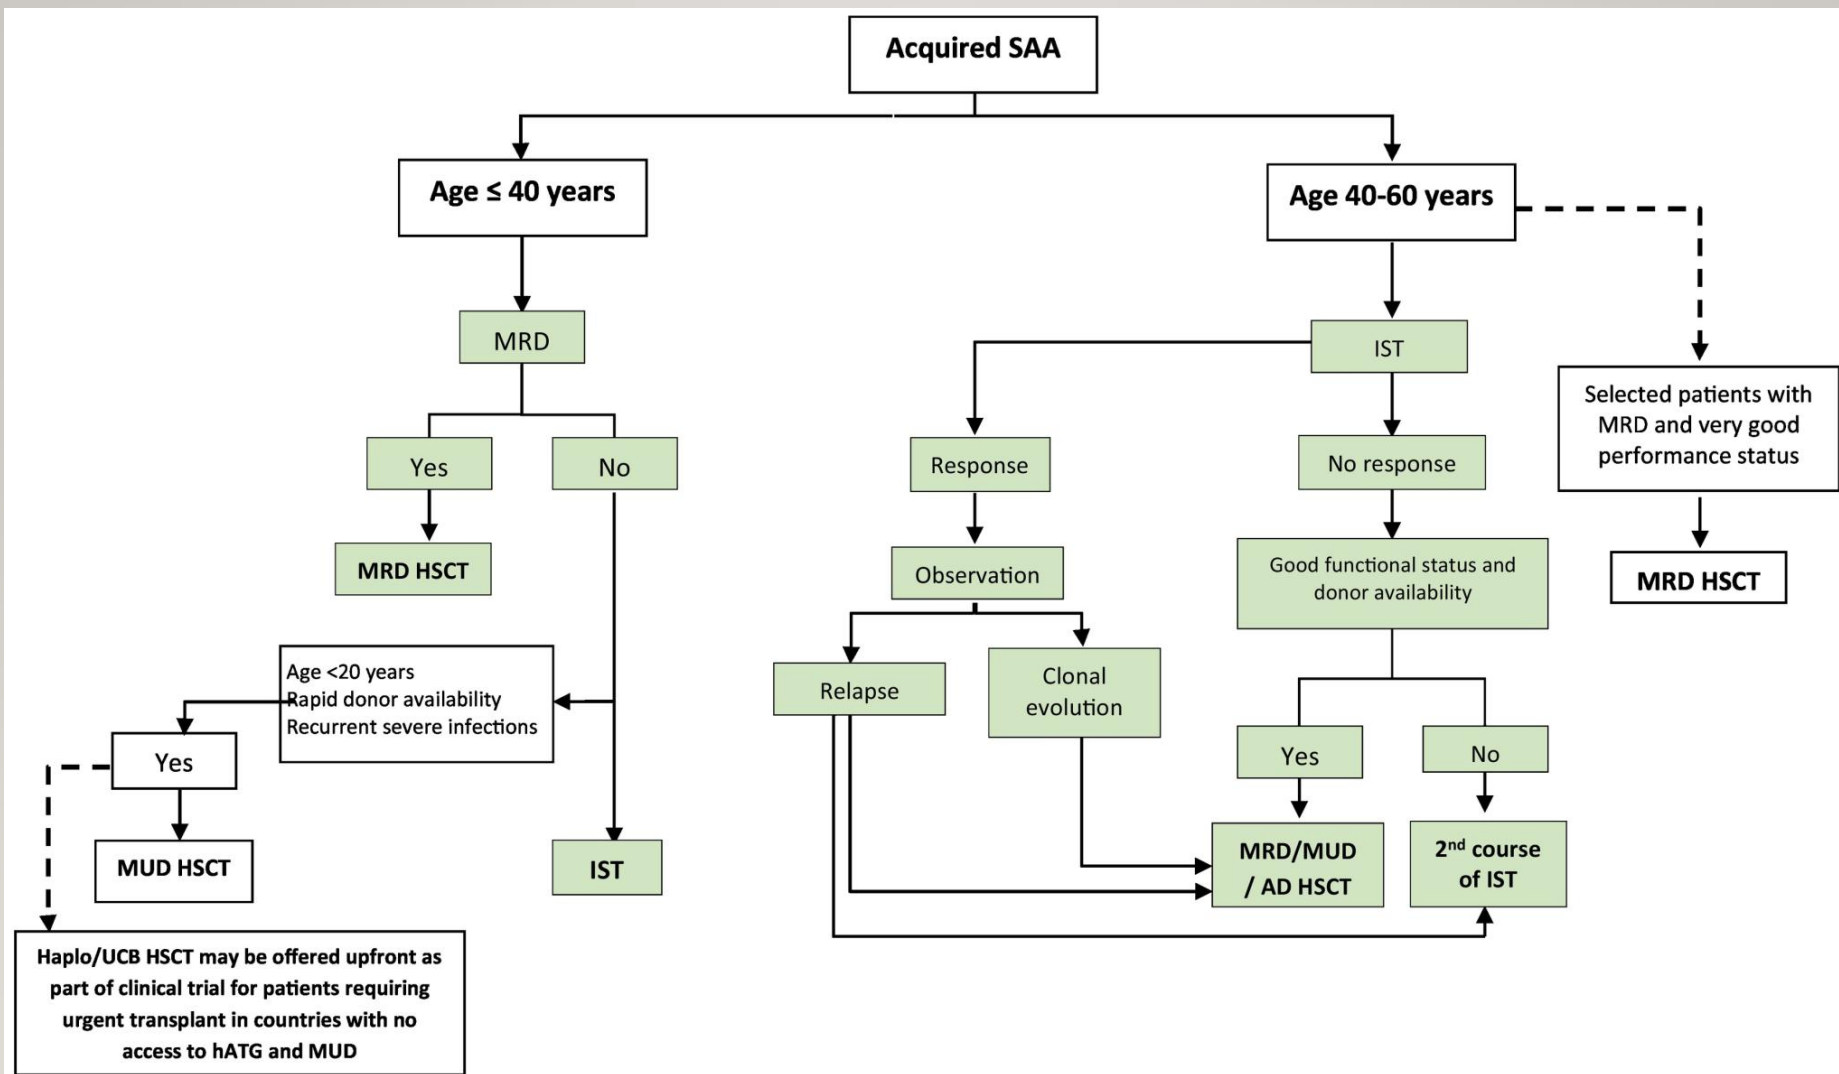 Acquired SAA
Age ≤ 40 years
Age 40-60 years
MRD
IST
Selected patients with
MRD and very good
performance status
Yes
No
Response
No response
MRD HSCT
Observation
Good functional status and
donor availability
MRD HSCT
Age <20 years
Rapid donor availability
Recurrent severe infections
Relapse
Clonal
evolution
Yes
Yes
No
MUD HSCT
IST
MRD/MUD
/ AD HSCT
2nd course
of IST
Haplo/UCB HSCT may be offered upfront as
part of clinical trial for patients requiring
urgent transplant in countries with no
access to hATG and MUD